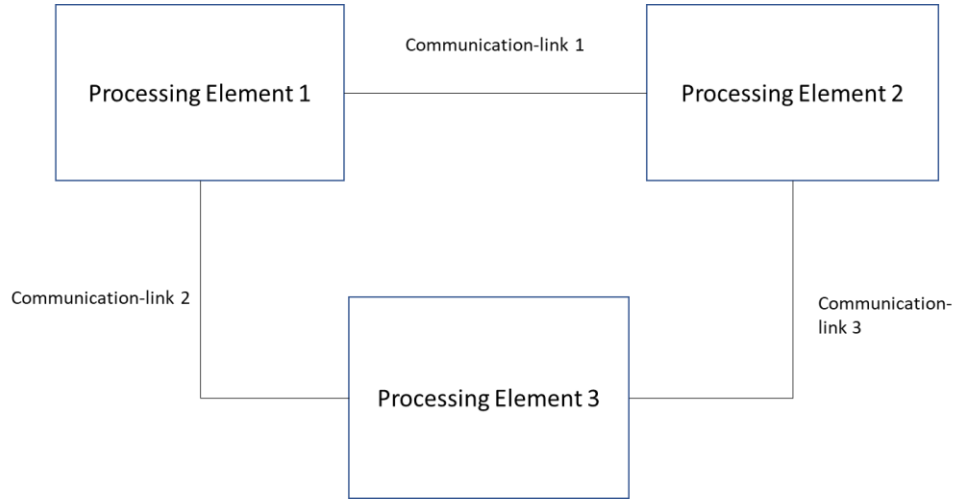 Communication-link 1
Processing Element 1
Processing Element 2
Communication-link 2
Communication-
link 3
Processing Element 3